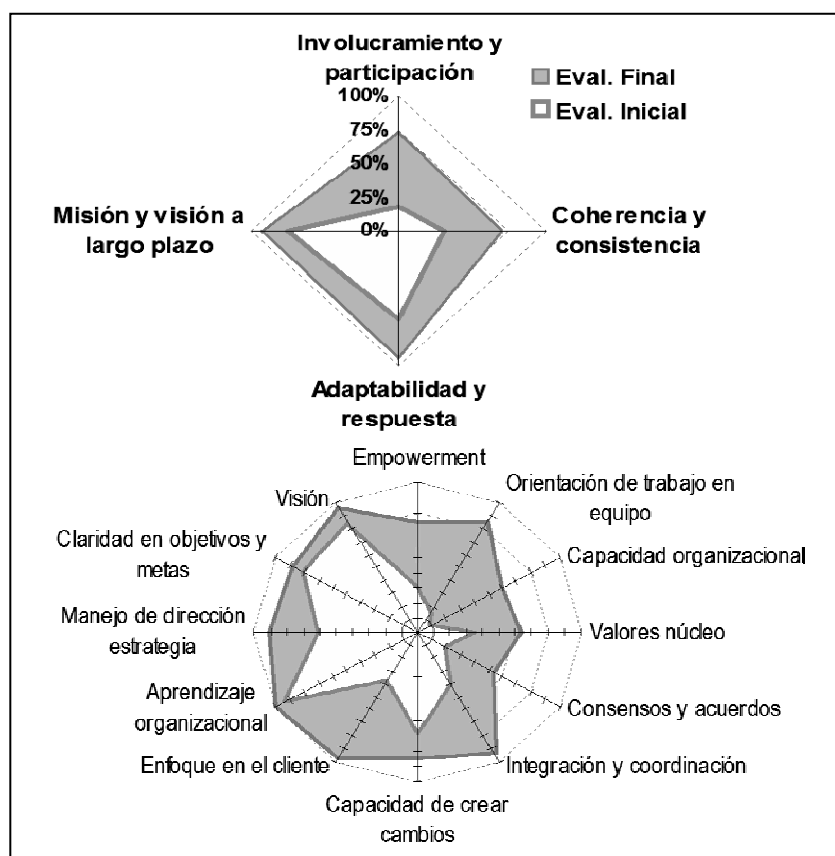 Involucramiento y
participación
Eval. Final
Eval. Inicial
100%
75%
50%
25%
0%
Misión y visión a
largo plazo
Coherencia y
consistencia
Adaptabilidad y
respuesta
Empowerment
Visión
Orientación de trabajo en
equipo
Claridad en objetivos y
metas
Capacidad organizacional
Manejo de dirección
estrategia
Valores núcleo
Aprendizaje
organizacional
Consensos y acuerdos
Enfoque en el cliente
Integración y coordinación
Capacidad de crear
cambios